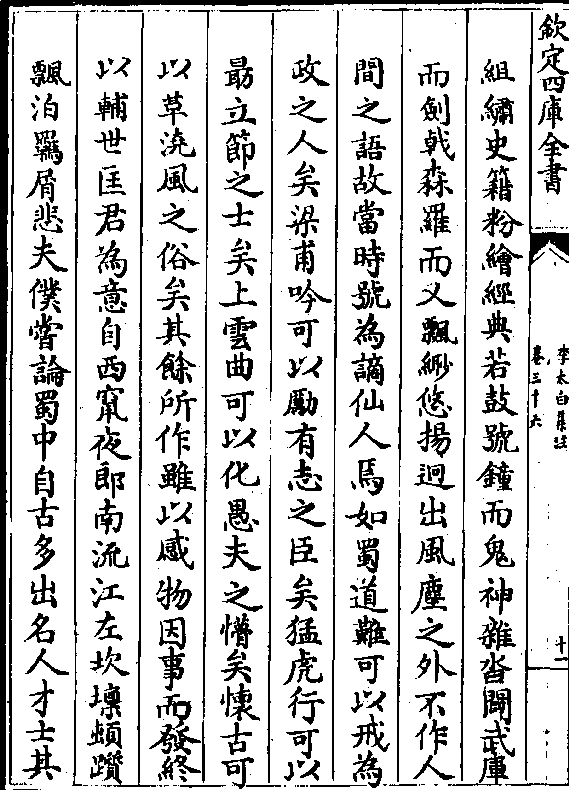 欽定四庫全書
李太白集注
卷三十六
十一
組繡史籍粉繪經典若鼓號鐘而鬼神雜沓闢武庫
而劍戟森羅而又飄緲悠揚迥出風塵之外不作人
間之語故當時號為謫仙人焉如蜀道難可以戒為
政之人矣梁甫吟可以勵有志之臣矣猛虎行可以
勗立節之士矣上雲曲可以化愚夫之懵矣懷古可
以草澆風之俗矣其餘所作雖以感物因事而發終
以輔世匡君為意自西竄夜郎南流江左坎壈頓躓
飄泊羈屑悲夫僕嘗論蜀中自古多出名人才士其